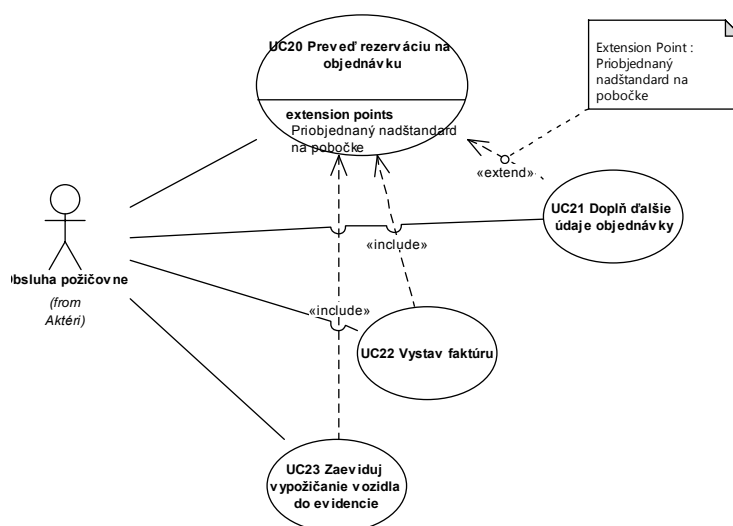 UC20 Preveď rezerváciu na
objednávku
extension points
Priobjednaný nadštandard
na pobočke
Extension Point :
Priobjednaný
nadštandard na
pobočke
«extend»
UC21 Doplň ďalšie
údaje objednávky
«include»
Obsluha požičovne
(from
Aktéri)
«include»
UC22 Vystav faktúru
UC23 Zaeviduj
vypožičanie vozidla
do evidencie